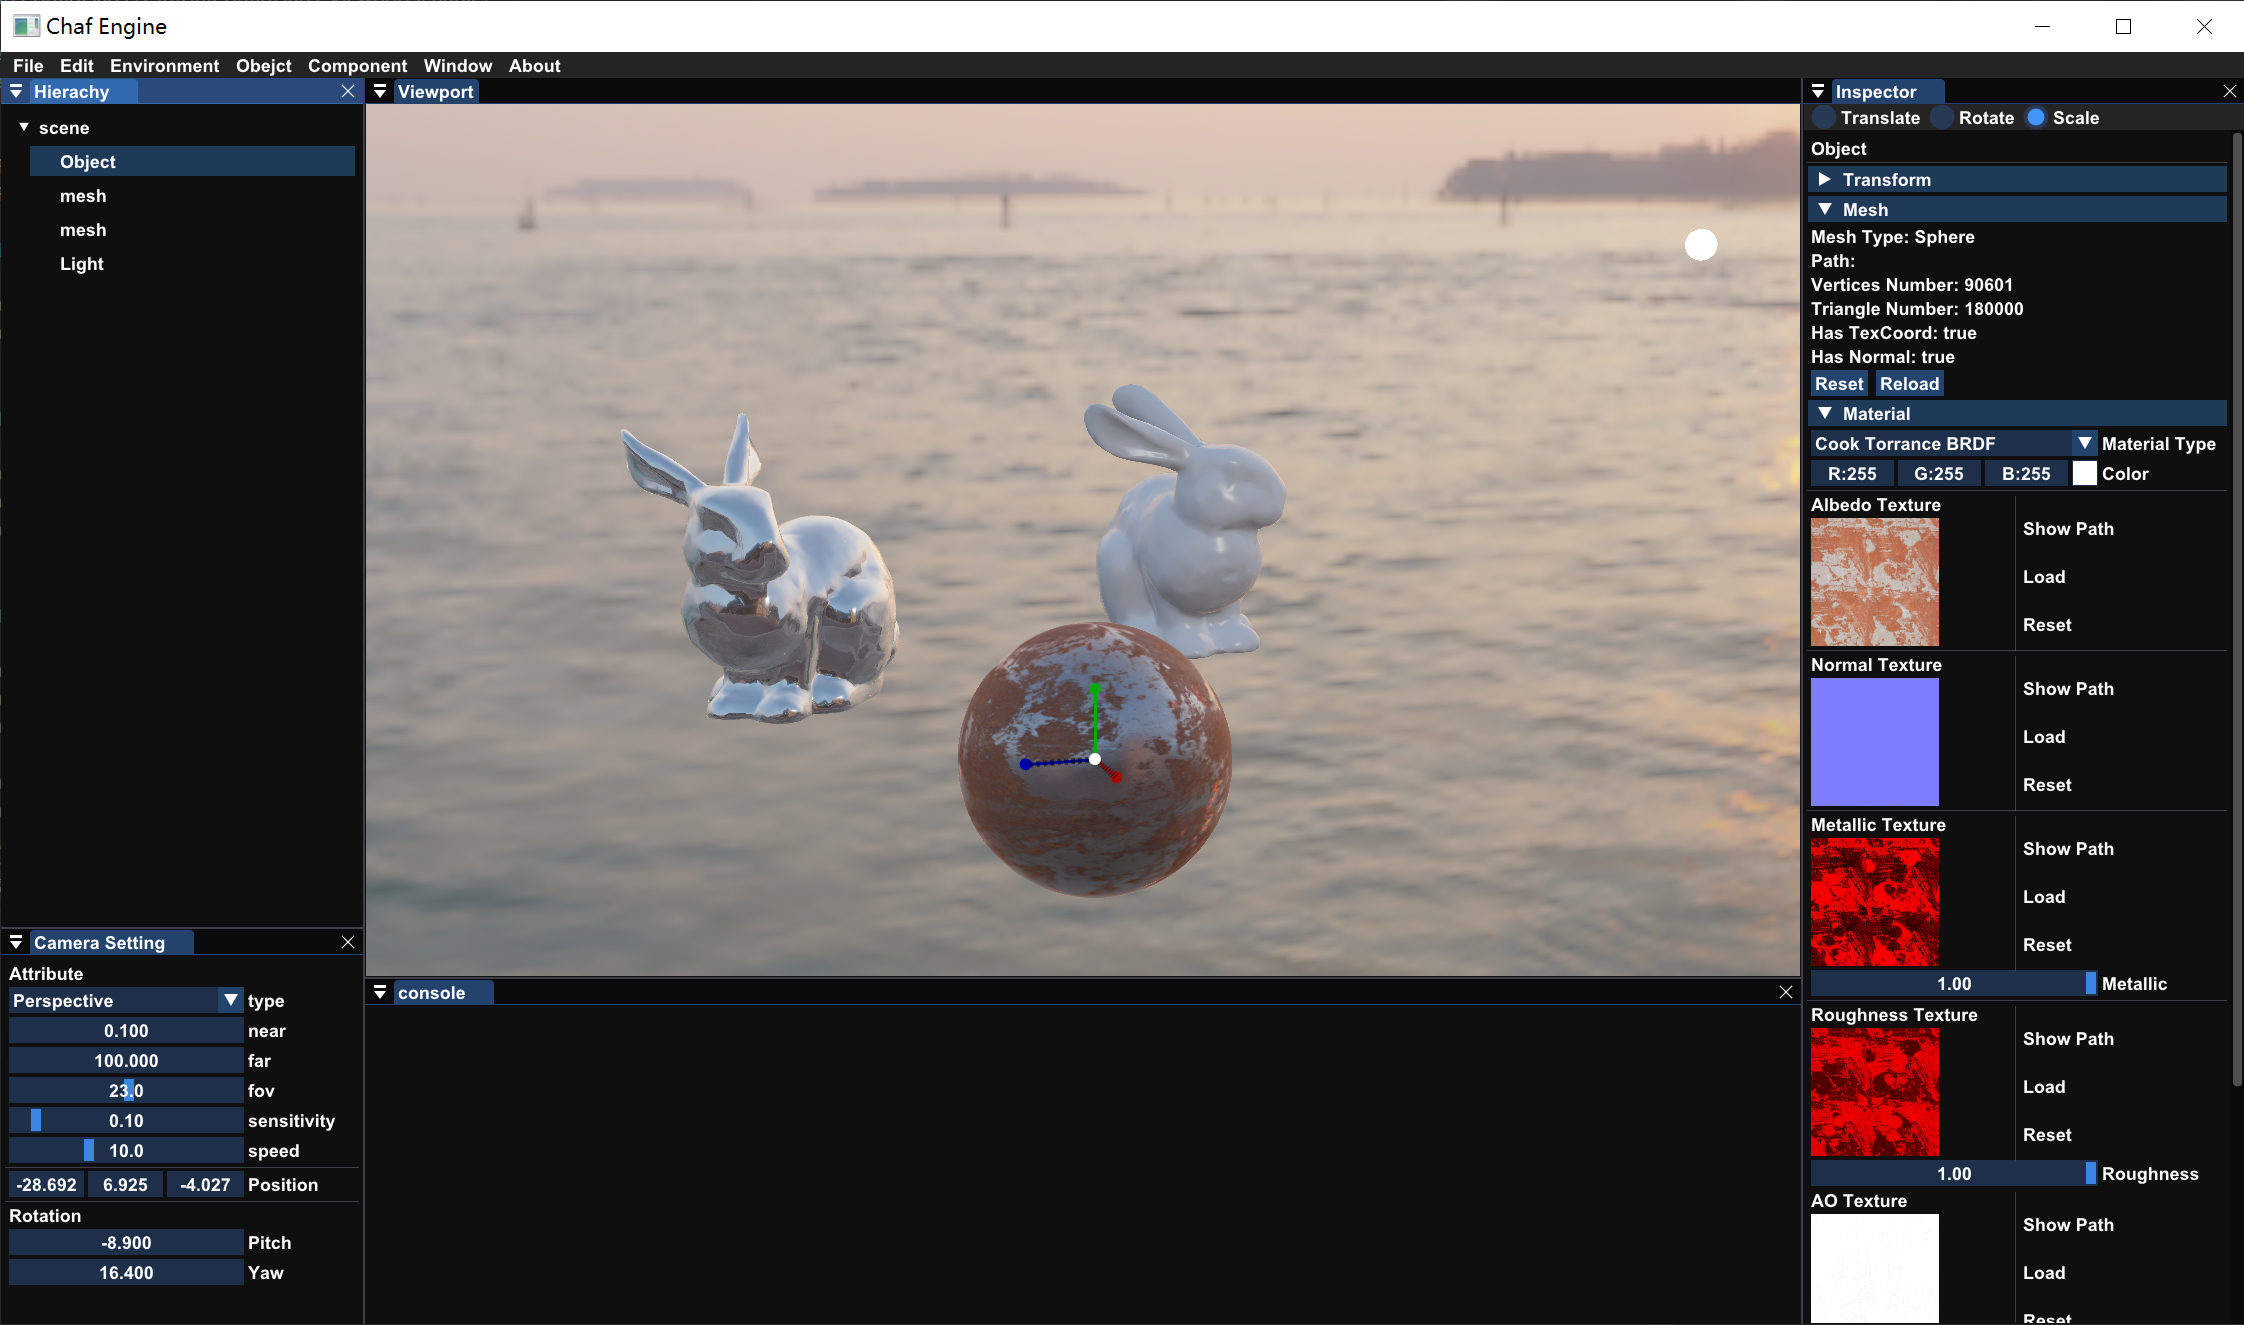 Chaf Engine
File Edit Environment Obejct Component Window About
Hierachy
scene
Object
mesh
mesh
Light
Camera Setting
Attribute
Perspective type
0.100 near
100.000 far
23.0 fov
0.10 sensitivity
10.0 speed
-28.692 6.925 -4.027 Position
Rotation
-8.900 Pitch
16.400 Yaw
Viewport
console
Inspector
Translate Rotate Scale
Object
Transform
Mesh
Mesh Type: Sphere
Path:
Vertices Number: 90601
Triangle Number: 180000
Has TexCoord: true
Has Normal: true
Reset Reload
Material
Cook Torrance BRDF Material Type
R:255 G:255 B:255 Color
Albedo Texture
Show Path
Load
Reset
Normal Texture
Show Path
Load
Reset
Metallic Texture
Show Path
Load
Reset
1.00 Metallic
Roughness Texture
Show Path
Load
Reset
1.00 Roughness
AO Texture
Show Path
Load
Reset